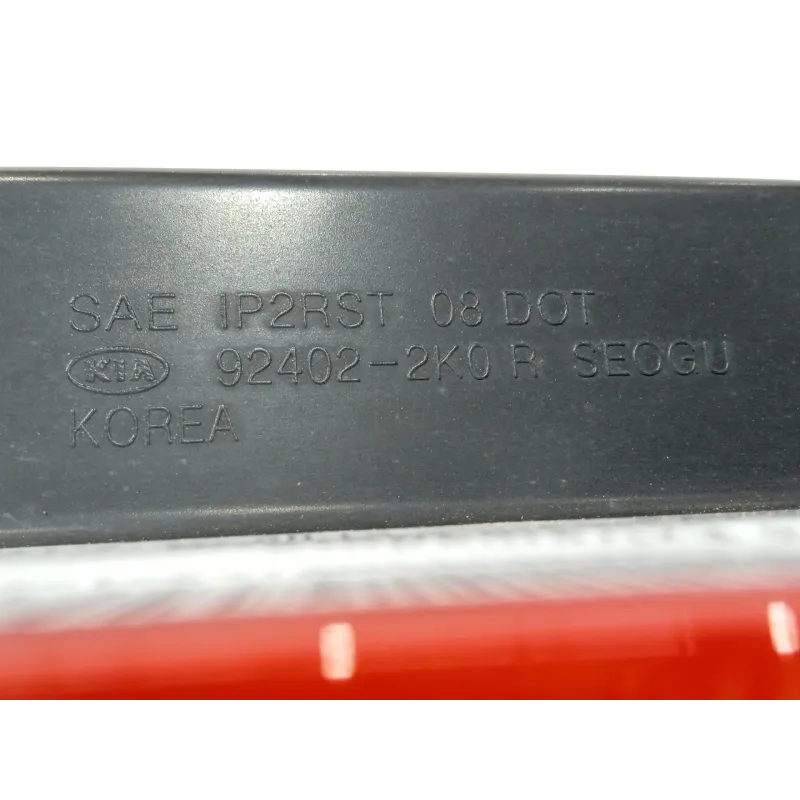 SAE IP2RST 08 DOT
KIA 92402-2K0 R SEOGU
KOREA